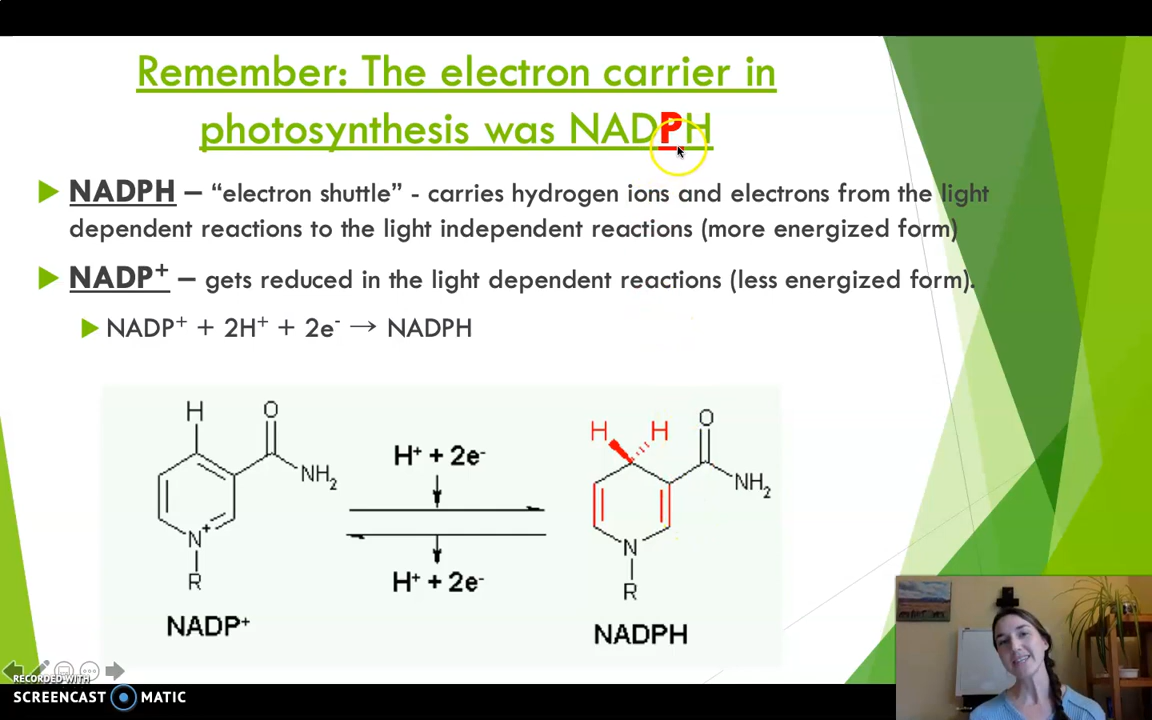 Remember: The electron carrier in
photosynthesis was NADPH
NADPH – “electron shuttle” - carries hydrogen ions and electrons from the light
dependent reactions to the light independent reactions (more energized form)
NADP⁺ – gets reduced in the light dependent reactions (less energized form).
NADP⁺ + 2H⁺ + 2e⁻ → NADPH
H O
NH₂
N⁺
R
NADP⁺
H⁺ + 2e⁻
H⁺ + 2e⁻
H H O
NH₂
N
R
NADPH
RECORDED WITH
SCREENCAST MATIC